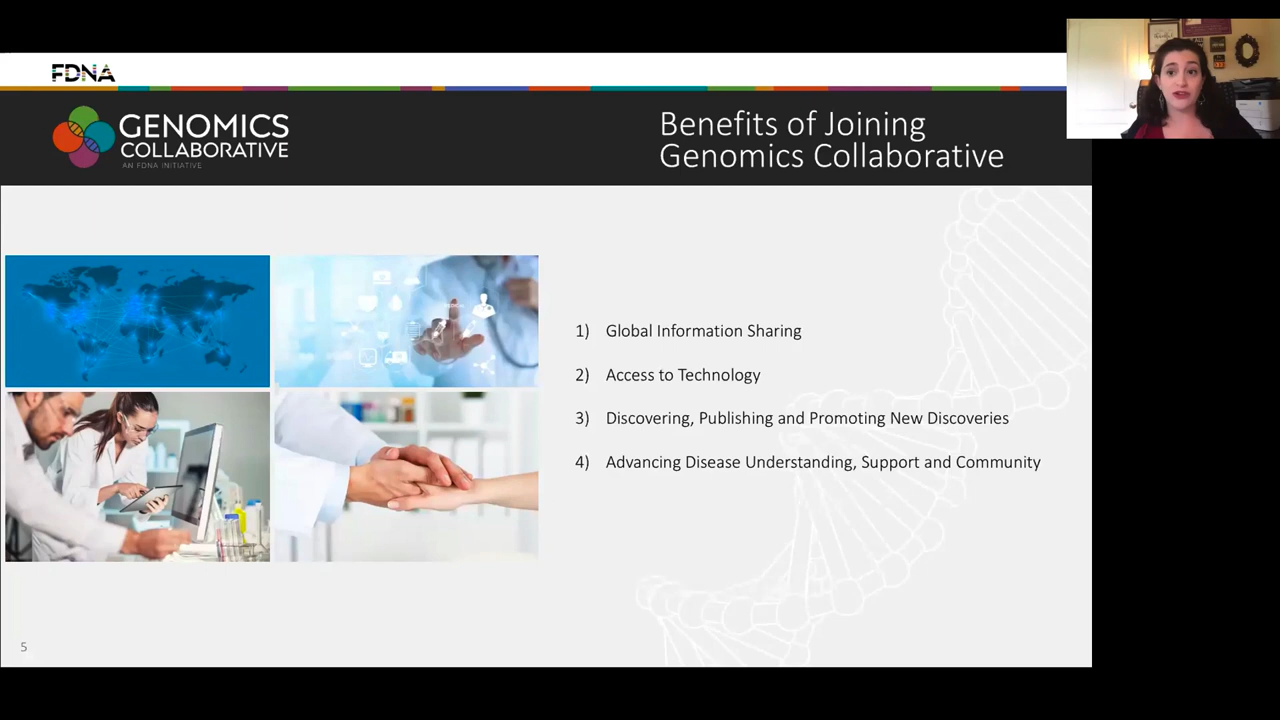 FDNA
GENOMICS
COLLABORATIVE
AN FDNA INITIATIVE
Benefits of Joining
Genomics Collaborative
1) Global Information Sharing
2) Access to Technology
3) Discovering, Publishing and Promoting New Discoveries
4) Advancing Disease Understanding, Support and Community
5